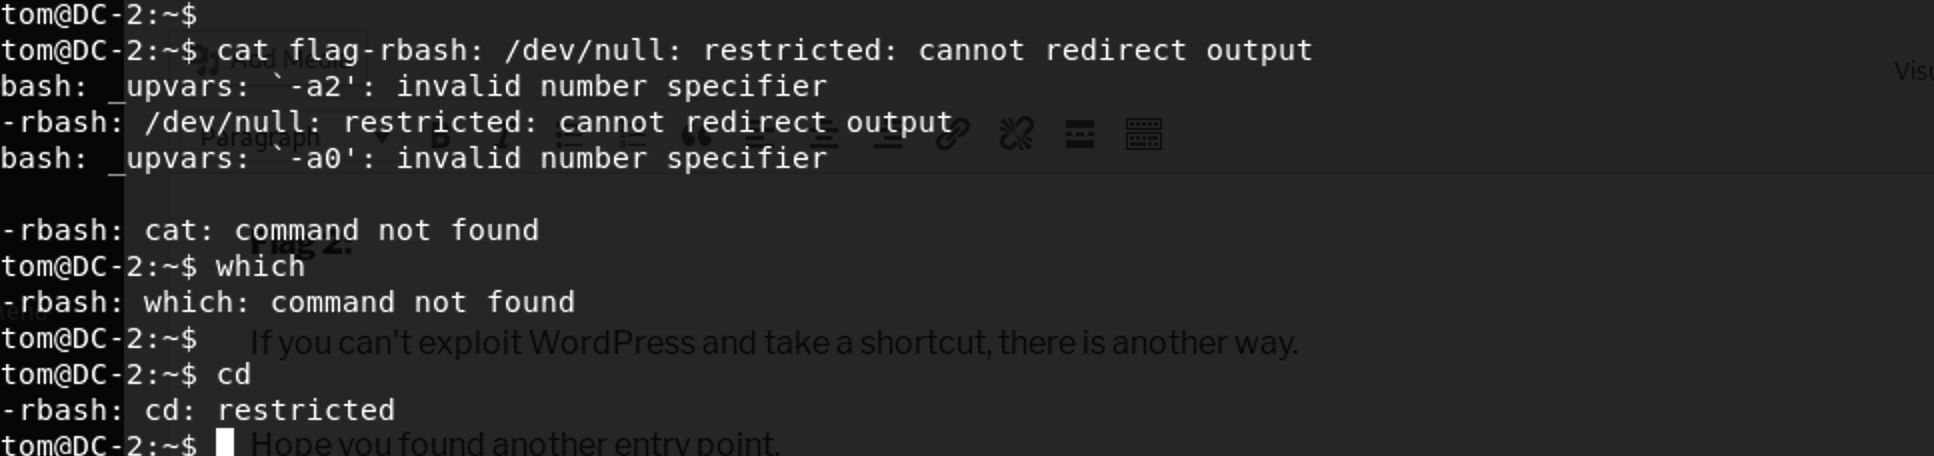 tom@DC-2:~$
tom@DC-2:~$ cat flag-rbash: /dev/null: restricted: cannot redirect output
Add Media
Visu
bash: _upvars: `-a2': invalid number specifier
-rbash: /dev/null: restricted: cannot redirect output
Paragraph
bash: _upvars: `-a0': invalid number specifier
-rbash: cat: command not found
Flag 2:
tom@DC-2:~$ which
-rbash: which: command not found
tom@DC-2:~$
If you can't exploit WordPress and take a shortcut, there is another way.
tom@DC-2:~$ cd
-rbash: cd: restricted
tom@DC-2:~$
Hope you found another entry point.